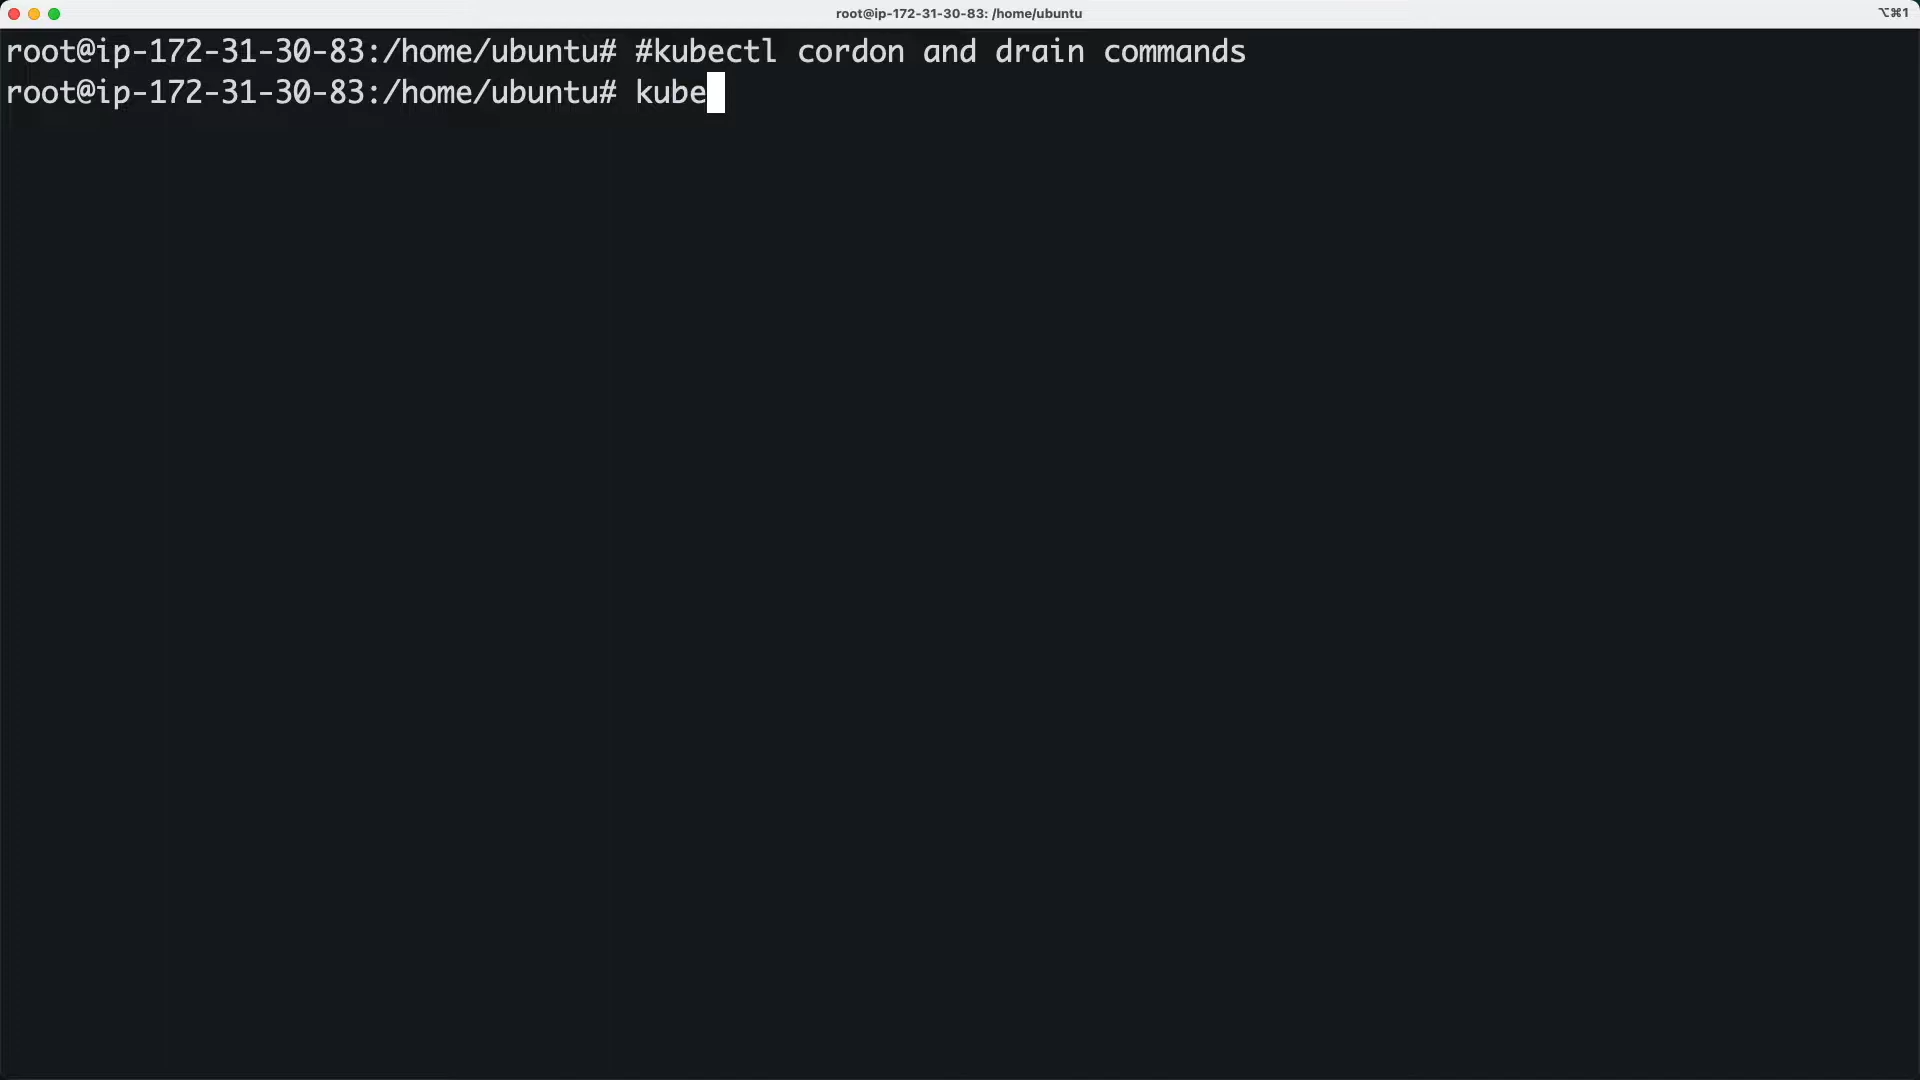 root@ip-172-31-30-83: /home/ubuntu
⌥⌘1
root@ip-172-31-30-83:/home/ubuntu# #kubectl cordon and drain commands
root@ip-172-31-30-83:/home/ubuntu# kube